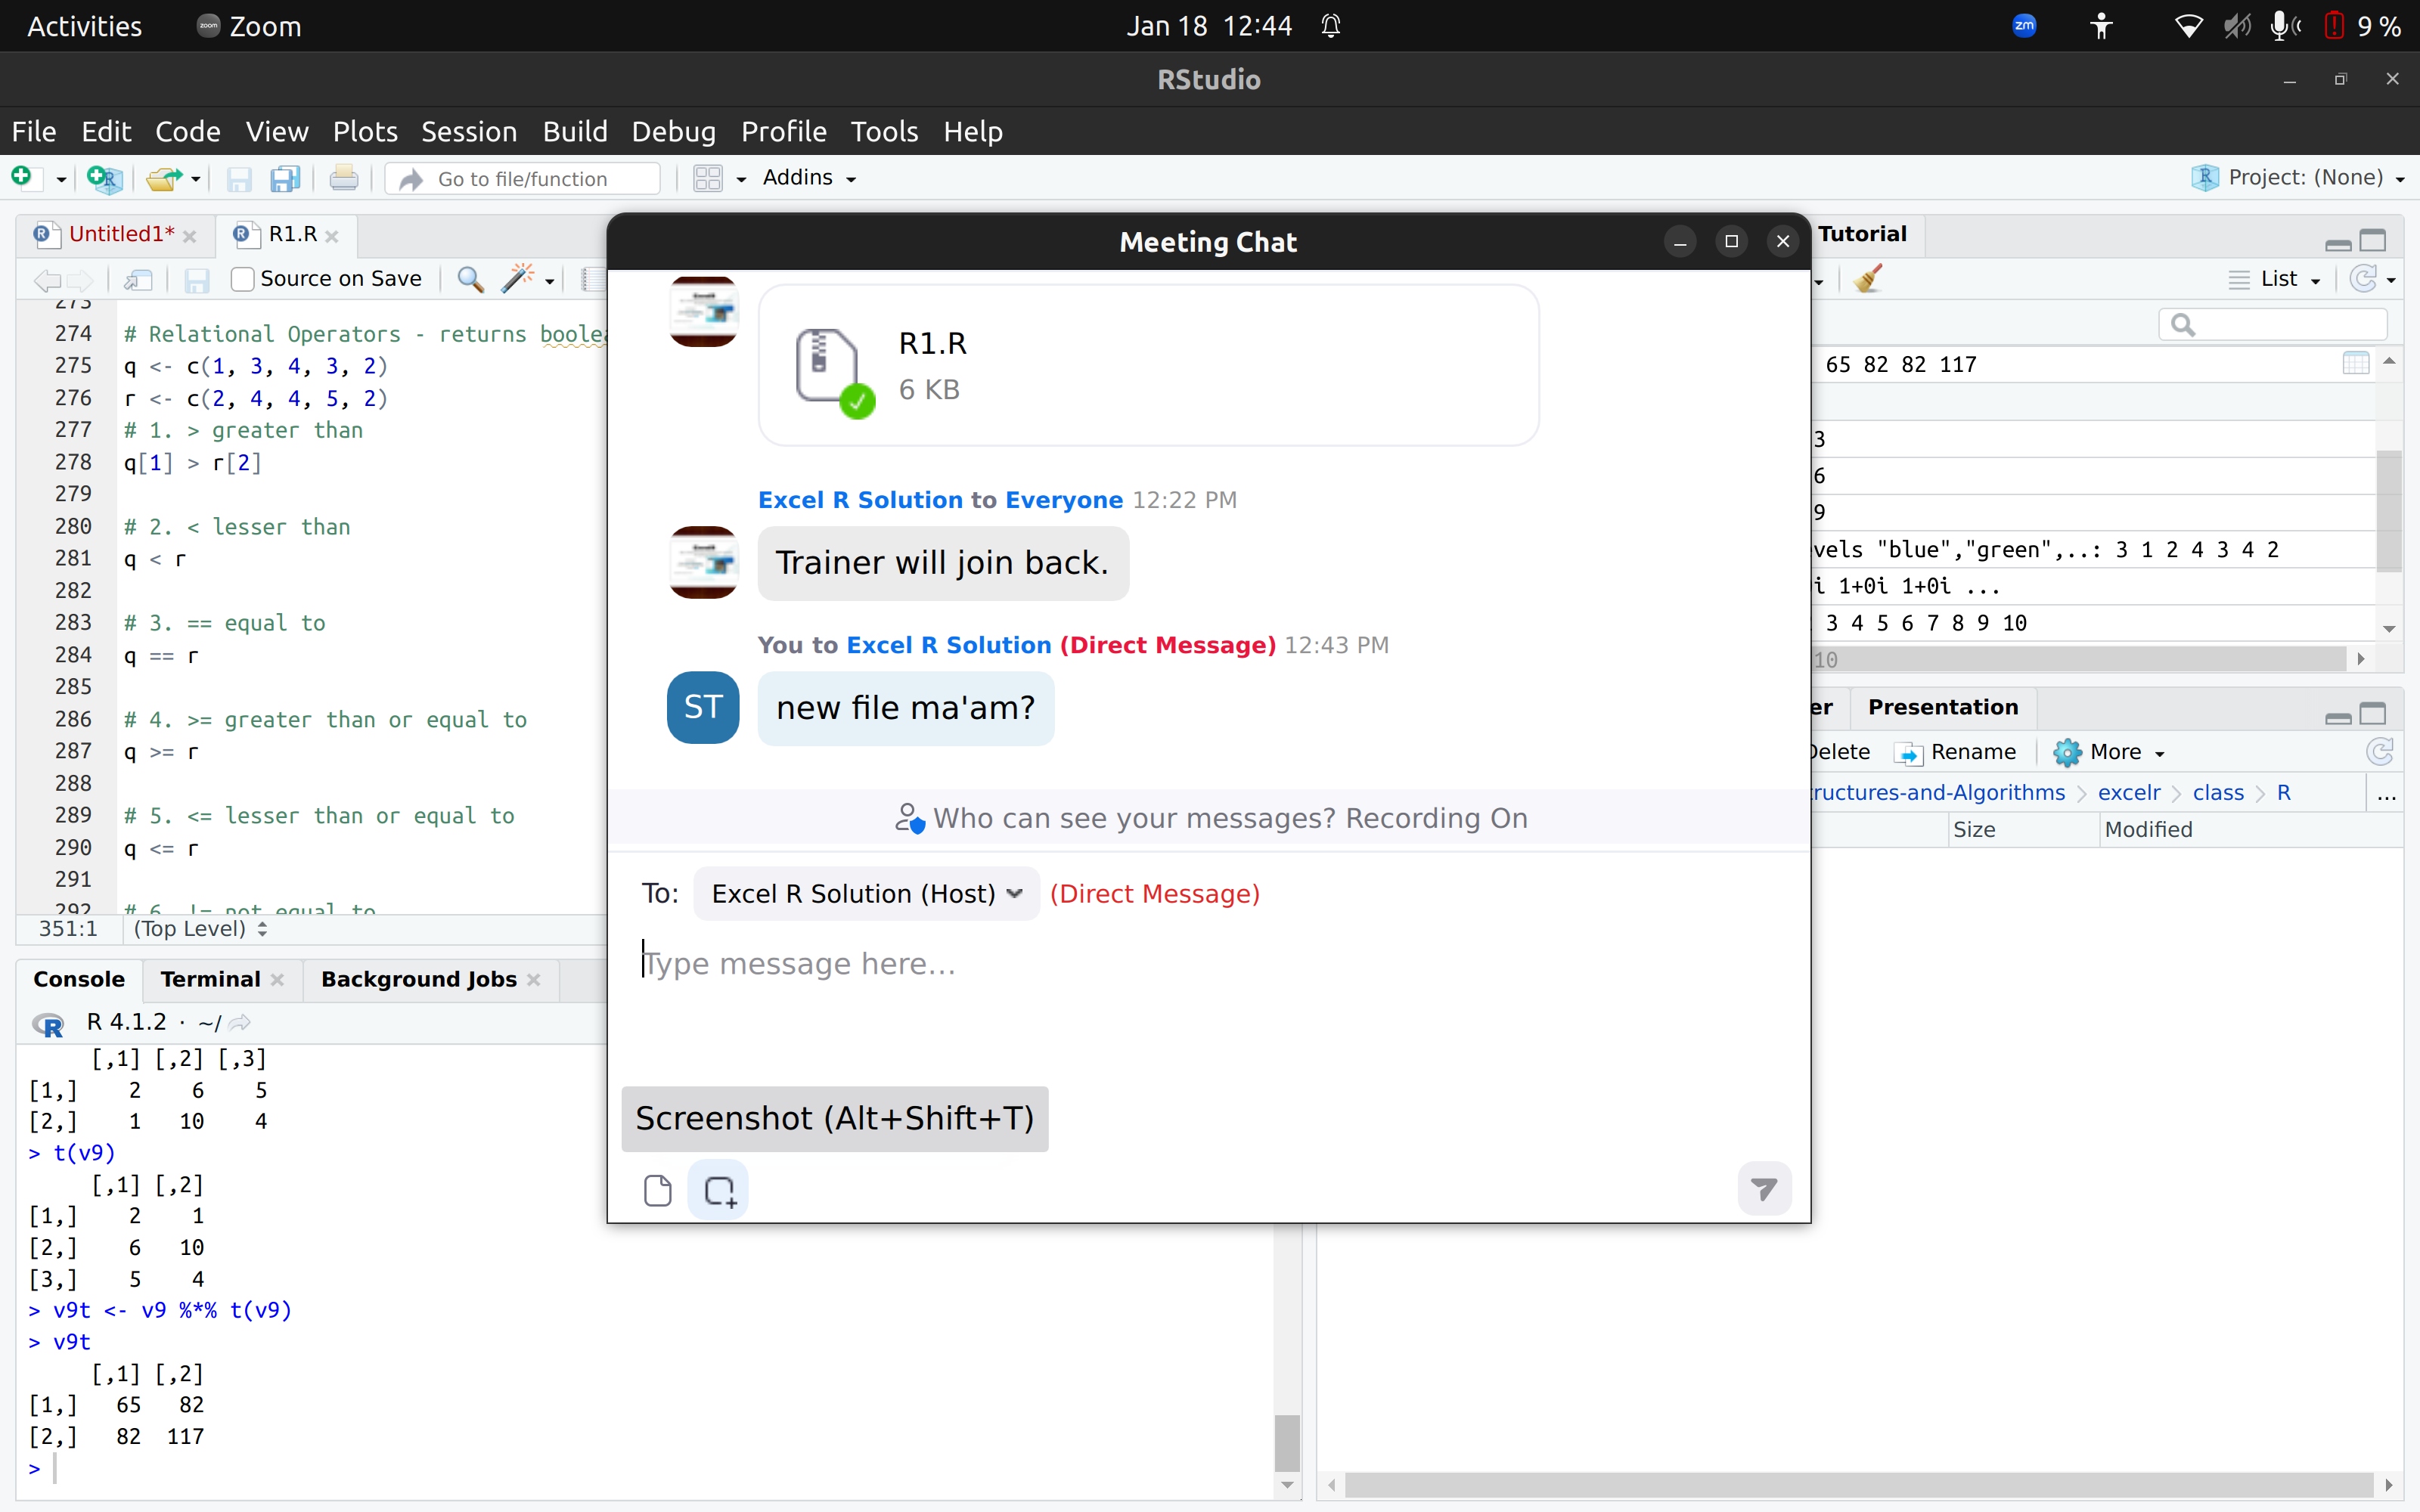 Activities Zoom Jan 18 12:44 zm 9 %
RStudio
File Edit Code View Plots Session Build Debug Profile Tools Help
Go to file/function Addins Project: (None)
Untitled1* R1.R
Source on Save
273
274 # Relational Operators - returns boolea
275 q <- c(1, 3, 4, 3, 2)
276 r <- c(2, 4, 4, 5, 2)
277 # 1. > greater than
278 q[1] > r[2]
279
280 # 2. < lesser than
281 q < r
282
283 # 3. == equal to
284 q == r
285
286 # 4. >= greater than or equal to
287 q >= r
288
289 # 5. <= lesser than or equal to
290 q <= r
291
292 # 6. != not equal to
351:1 (Top Level)
Console Terminal Background Jobs
R 4.1.2 · ~/
[,1] [,2] [,3]
[1,] 2 6 5
[2,] 1 10 4
> t(v9)
[,1] [,2]
[1,] 2 1
[2,] 6 10
[3,] 5 4
> v9t <- v9 %*% t(v9)
> v9t
[,1] [,2]
[1,] 65 82
[2,] 82 117
>
Meeting Chat
R1.R
6 KB
Excel R Solution to Everyone 12:22 PM
Trainer will join back.
You to Excel R Solution (Direct Message) 12:43 PM
ST new file ma'am?
Who can see your messages? Recording On
To: Excel R Solution (Host) (Direct Message)
Type message here...
Screenshot (Alt+Shift+T)
Tutorial
List
65 82 82 117
3
6
9
vels "blue","green",..: 3 1 2 4 3 4 2
i 1+0i 1+0i ...
3 4 5 6 7 8 9 10
10
er Presentation
Delete Rename More
ructures-and-Algorithms > excelr > class > R ...
Size Modified